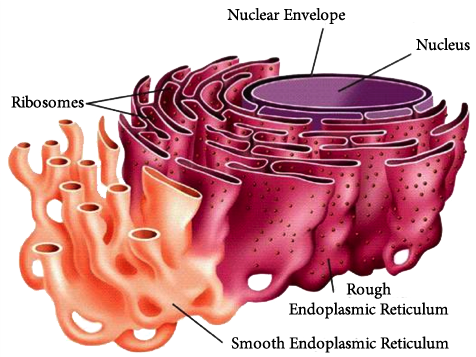 Nuclear Envelope
Nucleus
Ribosomes
Rough
Endoplasmic Reticulum
Smooth Endoplasmic Reticulum